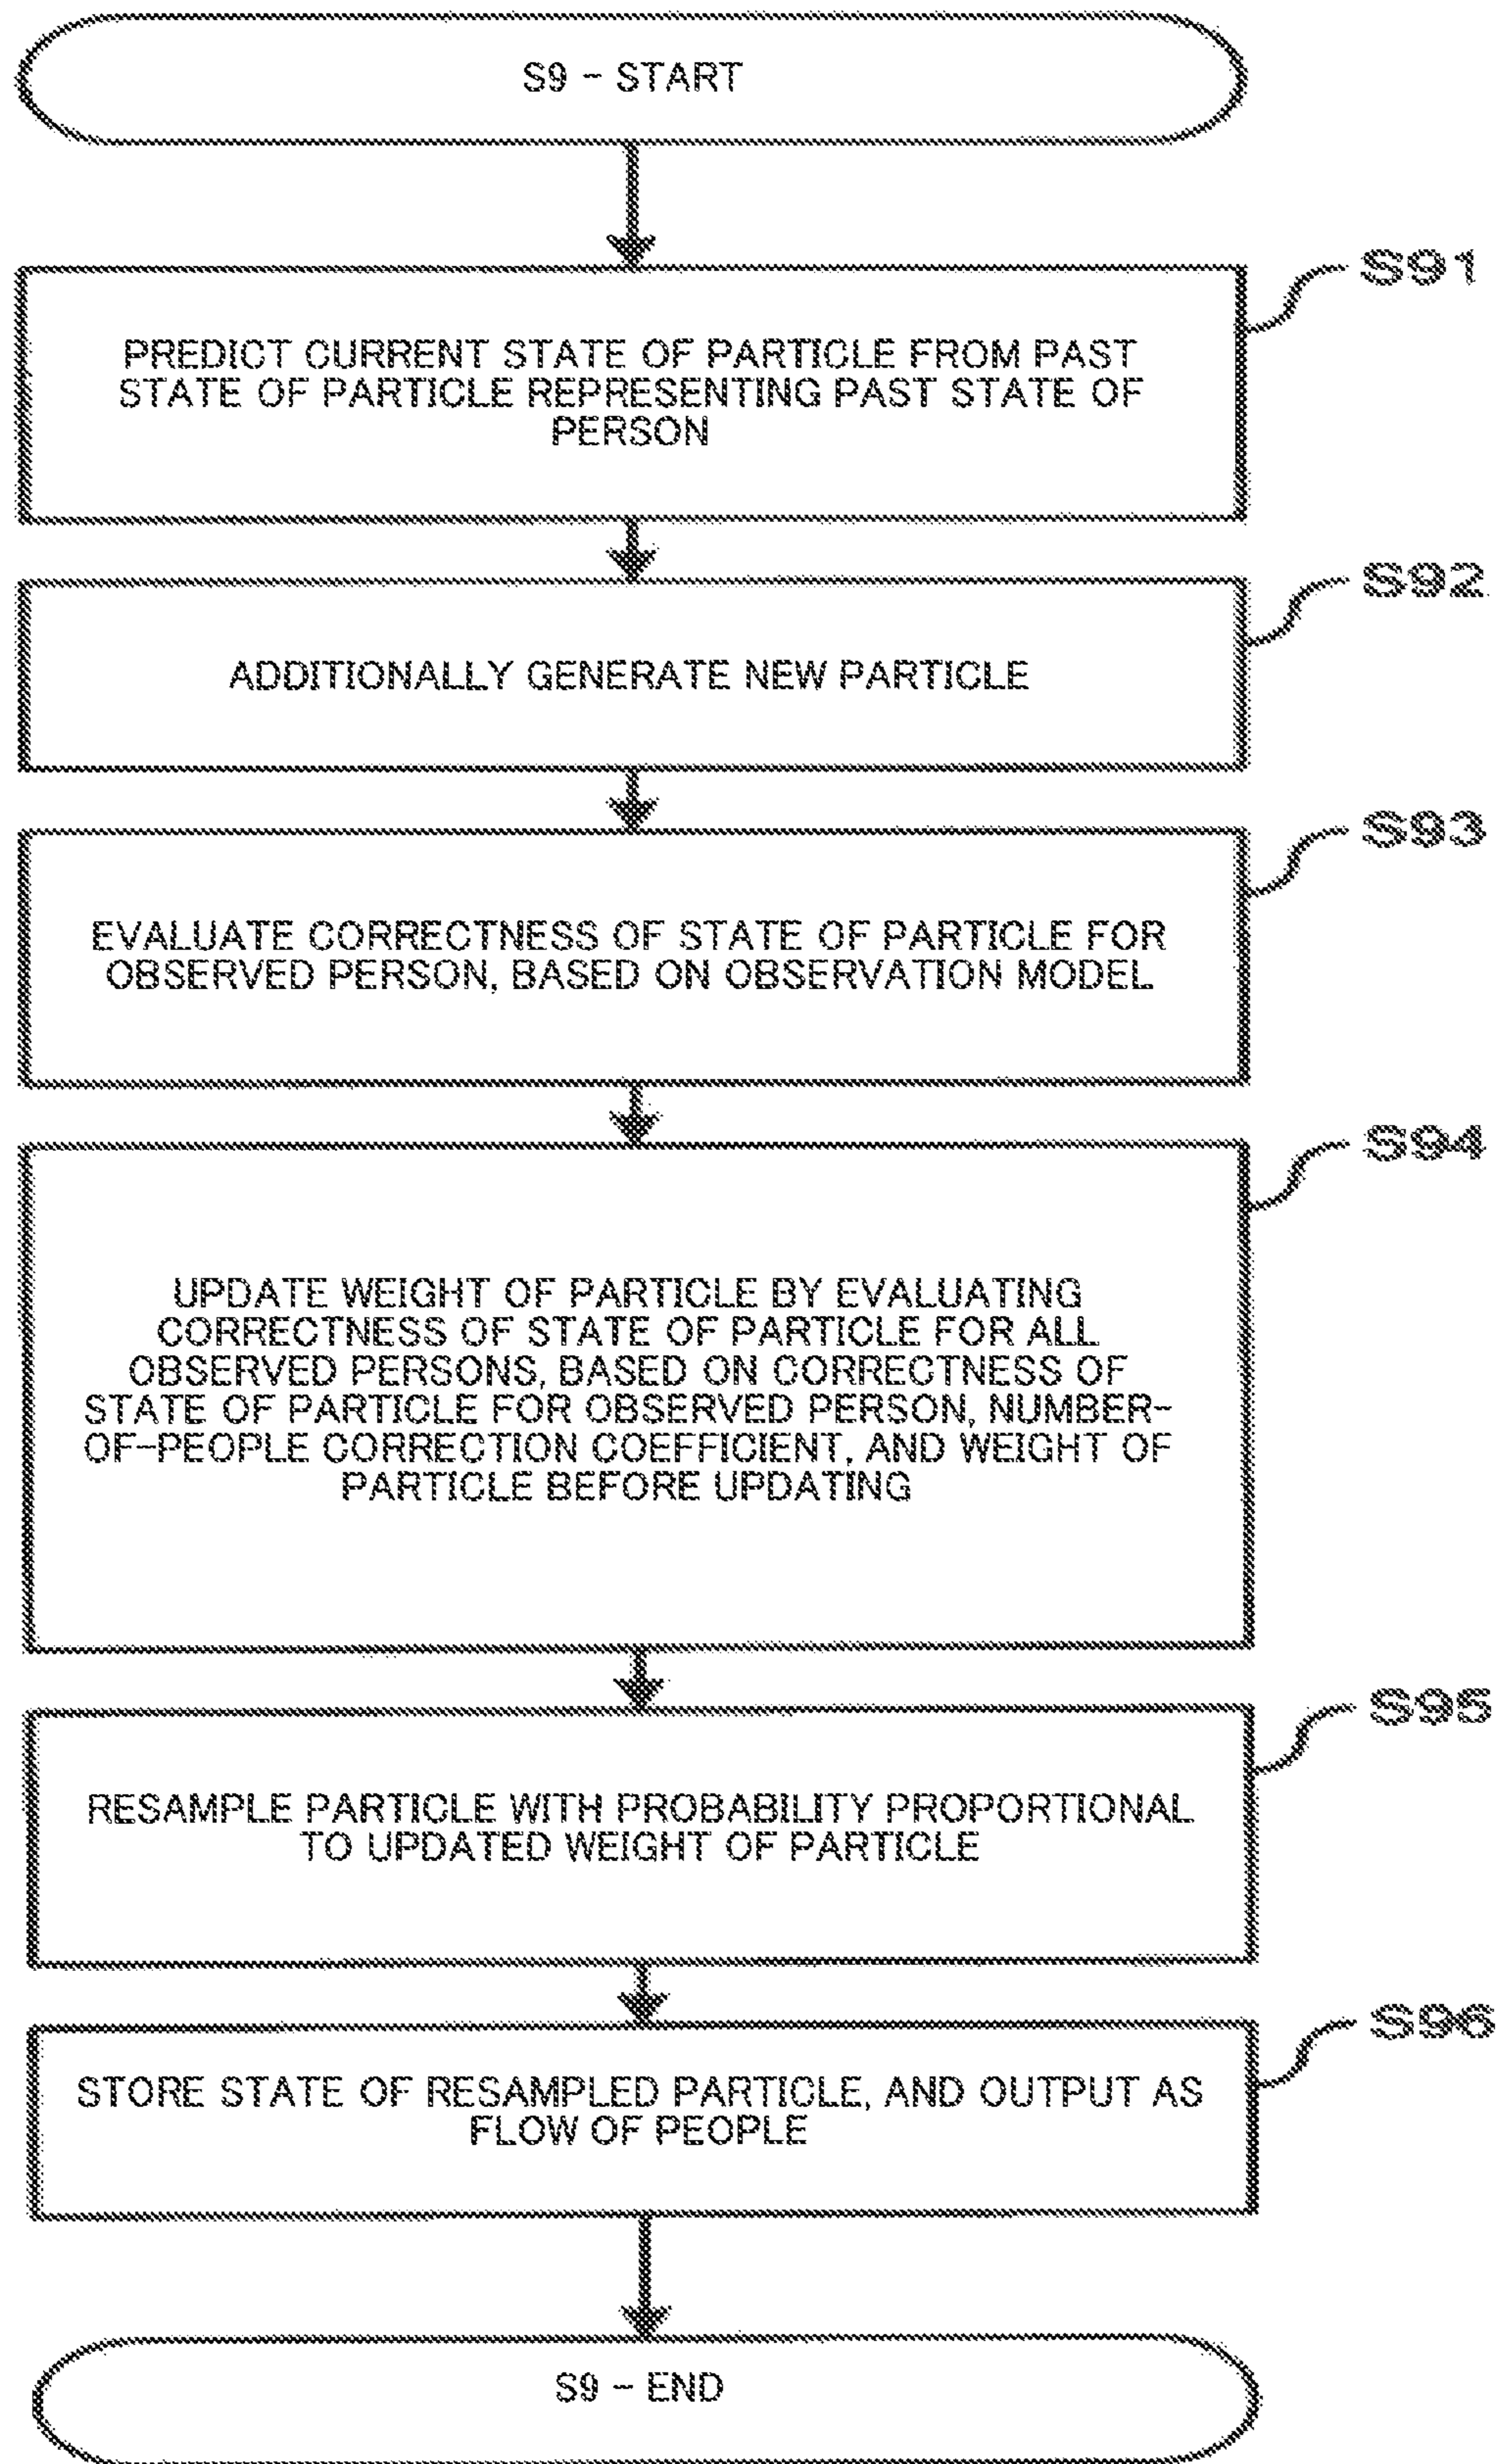 S9 - START
S91
PREDICT CURRENT STATE OF PARTICLE FROM PAST
STATE OF PARTICLE REPRESENTING PAST STATE OF
PERSON
S92
ADDITIONALLY GENERATE NEW PARTICLE
S93
EVALUATE CORRECTNESS OF STATE OF PARTICLE FOR
OBSERVED PERSON, BASED ON OBSERVATION MODEL
S94
UPDATE WEIGHT OF PARTICLE BY EVALUATING
CORRECTNESS OF STATE OF PARTICLE FOR ALL
OBSERVED PERSONS, BASED ON CORRECTNESS OF
STATE OF PARTICLE FOR OBSERVED PERSON, NUMBER-
OF-PEOPLE CORRECTION COEFFICIENT, AND WEIGHT OF
PARTICLE BEFORE UPDATING
S95
RESAMPLE PARTICLE WITH PROBABILITY PROPORTIONAL
TO UPDATED WEIGHT OF PARTICLE
S96
STORE STATE OF RESAMPLED PARTICLE, AND OUTPUT AS
FLOW OF PEOPLE
S9 - END